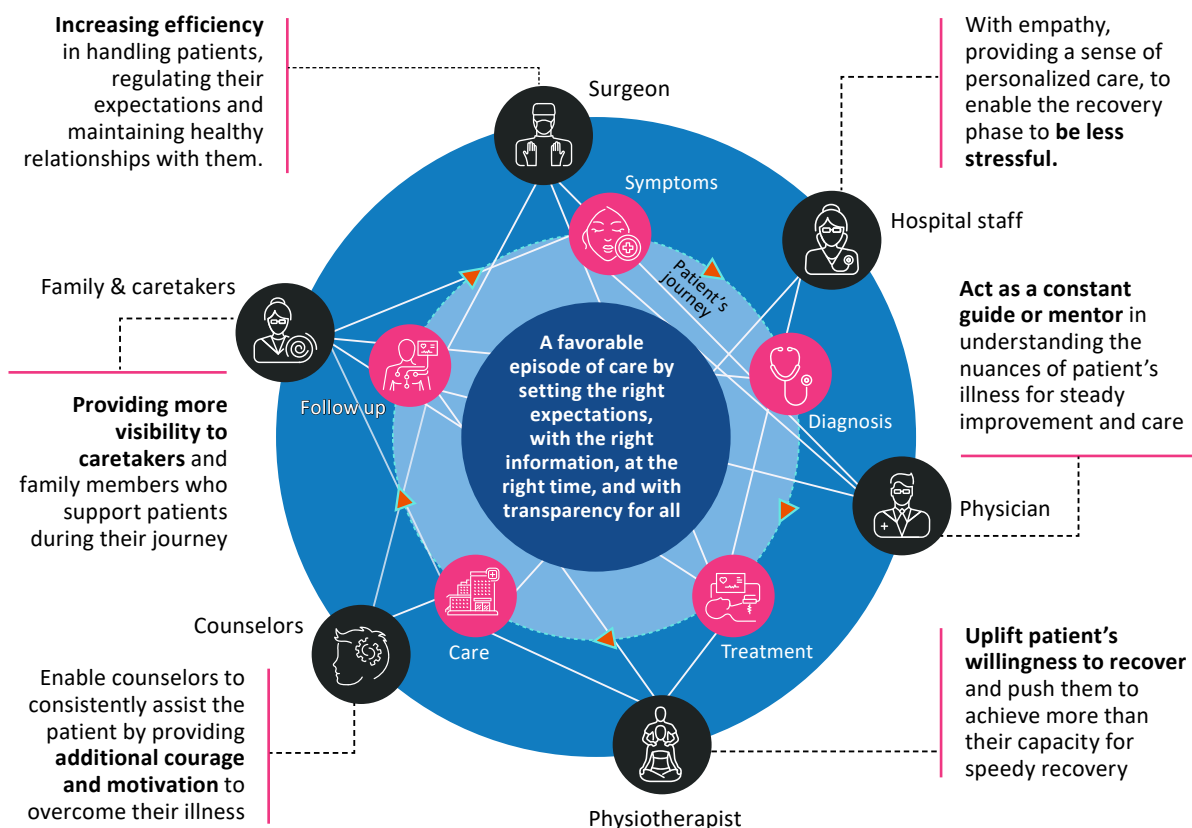 Increasing efficiency
in handling patients,
regulating their
expectations and
maintaining healthy
relationships with them.
Surgeon
With empathy,
providing a sense of
personalized care, to
enable the recovery
phase to be less
stressful.
Symptoms
Hospital staff
Patient's
journey
Family & caretakers
Act as a constant
guide or mentor in
understanding the
nuances of patient's
illness for steady
improvement and care
A favorable
episode of care by
setting the right
expectations,
with the right
information, at the
right time, and with
transparency for all
Follow up
Diagnosis
Providing more
visibility to
caretakers and
family members who
support patients
during their journey
Physician
Counselors
Care
Treatment
Uplift patient's
willingness to recover
and push them to
achieve more than
their capacity for
speedy recovery
Enable counselors to
consistently assist the
patient by providing
additional courage
and motivation to
overcome their illness
Physiotherapist